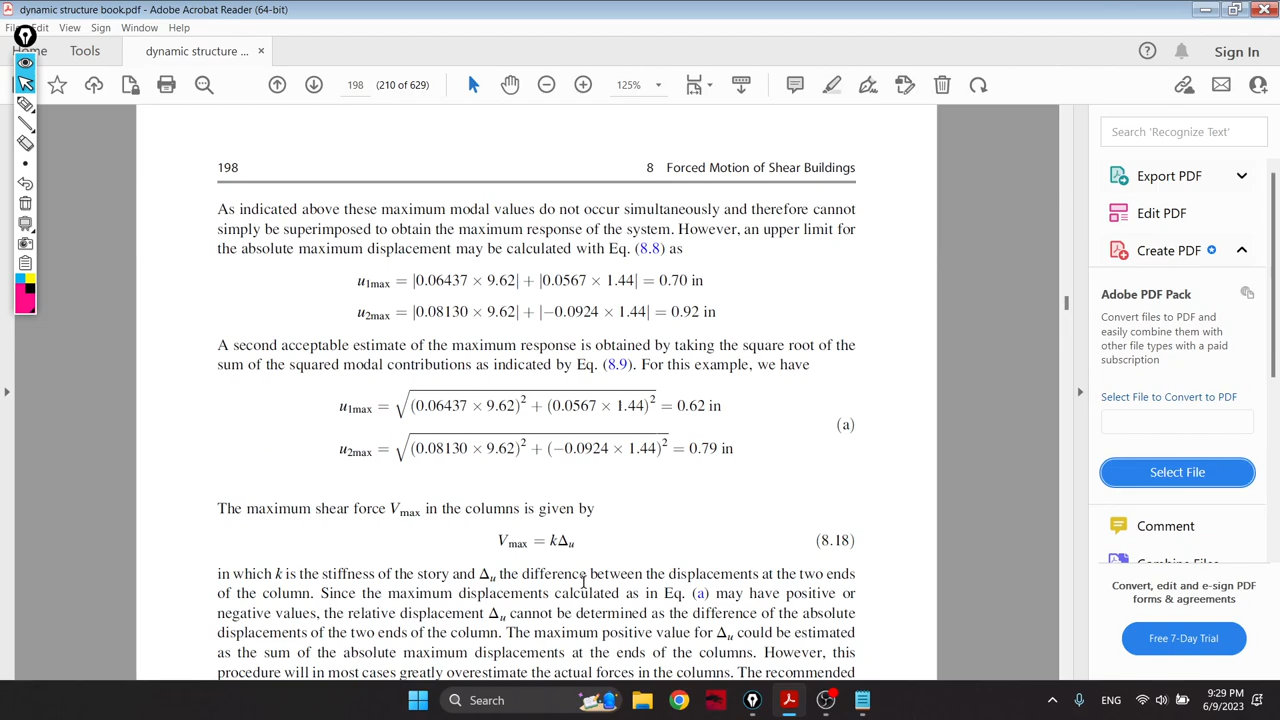 dynamic structure book.pdf - Adobe Acrobat Reader (64-bit)
File Edit View Sign Window Help
Home Tools dynamic structure ... × Sign In
198 (210 of 629) 125%
Search 'Recognize Text'
Export PDF
Edit PDF
Create PDF
Adobe PDF Pack
Convert files to PDF and
easily combine them with
other file types with a paid
subscription
Select File to Convert to PDF
Select File
Comment
Combine Files
Convert, edit and e-sign PDF
forms & agreements
Free 7-Day Trial
198 8 Forced Motion of Shear Buildings
As indicated above these maximum modal values do not occur simultaneously and therefore cannot
simply be superimposed to obtain the maximum response of the system. However, an upper limit for
the absolute maximum displacement may be calculated with Eq. (8.8) as
u1max = |0.06437 × 9.62| + |0.0567 × 1.44| = 0.70 in
u2max = |0.08130 × 9.62| + |−0.0924 × 1.44| = 0.92 in
A second acceptable estimate of the maximum response is obtained by taking the square root of the
sum of the squared modal contributions as indicated by Eq. (8.9). For this example, we have
u1max = √(0.06437 × 9.62)² + (0.0567 × 1.44)² = 0.62 in
(a)
u2max = √(0.08130 × 9.62)² + (−0.0924 × 1.44)² = 0.79 in
The maximum shear force Vmax in the columns is given by
Vmax = kΔu (8.18)
in which k is the stiffness of the story and Δu the difference between the displacements at the two ends
of the column. Since the maximum displacements calculated as in Eq. (a) may have positive or
negative values, the relative displacement Δu cannot be determined as the difference of the absolute
displacements of the two ends of the column. The maximum positive value for Δu could be estimated
as the sum of the absolute maximum displacements at the ends of the columns. However, this
procedure will in most cases greatly overestimate the actual forces in the columns. The recommended
Search ENG 9:29 PM
6/9/2023